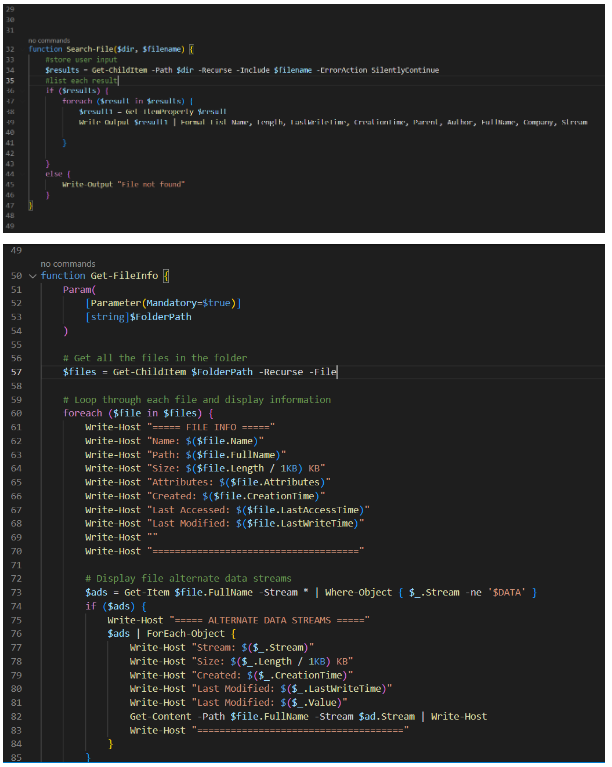 29
30
31
no commands
32 function Search-File($dir, $filename) {
33 #store user input
34 $results = Get-ChildItem -Path $dir -Recurse -Include $filename -ErrorAction SilentlyContinue
35 #list each result
36 if ($results) {
37 foreach ($result in $results) {
38 $result1 = Get-ItemProperty $result
39 Write-Output $result1 | Format-List Name, Length, LastWriteTime, CreationTime, Parent, Author, FullName, Company, Stream
40
41 }
42
43 }
44 else {
45 Write-Output "File not found"
46 }
47 }
48
49
49
no commands
50 function Get-FileInfo {
51 Param(
52 [Parameter(Mandatory=$true)]
53 [string]$FolderPath
54 )
55
56 # Get all the files in the folder
57 $files = Get-ChildItem $FolderPath -Recurse -File
58
59 # Loop through each file and display information
60 foreach ($file in $files) {
61 Write-Host "===== FILE INFO ====="
62 Write-Host "Name: $($file.Name)"
63 Write-Host "Path: $($file.FullName)"
64 Write-Host "Size: $($file.Length / 1KB) KB"
65 Write-Host "Attributes: $($file.Attributes)"
66 Write-Host "Created: $($file.CreationTime)"
67 Write-Host "Last Accessed: $($file.LastAccessTime)"
68 Write-Host "Last Modified: $($file.LastWriteTime)"
69 Write-Host ""
70 Write-Host "====================================="
71
72 # Display file alternate data streams
73 $ads = Get-Item $file.FullName -Stream * | Where-Object { $_.Stream -ne '$DATA' }
74 if ($ads) {
75 Write-Host "===== ALTERNATE DATA STREAMS ====="
76 $ads | ForEach-Object {
77 Write-Host "Stream: $($_.Stream)"
78 Write-Host "Size: $($_.Length / 1KB) KB"
79 Write-Host "Created: $($_.CreationTime)"
80 Write-Host "Last Modified: $($_.LastWriteTime)"
81 Write-Host "Last Modified: $($_.Value)"
82 Get-Content -Path $file.FullName -Stream $ad.Stream | Write-Host
83 Write-Host "====================================="
84 }
85 }